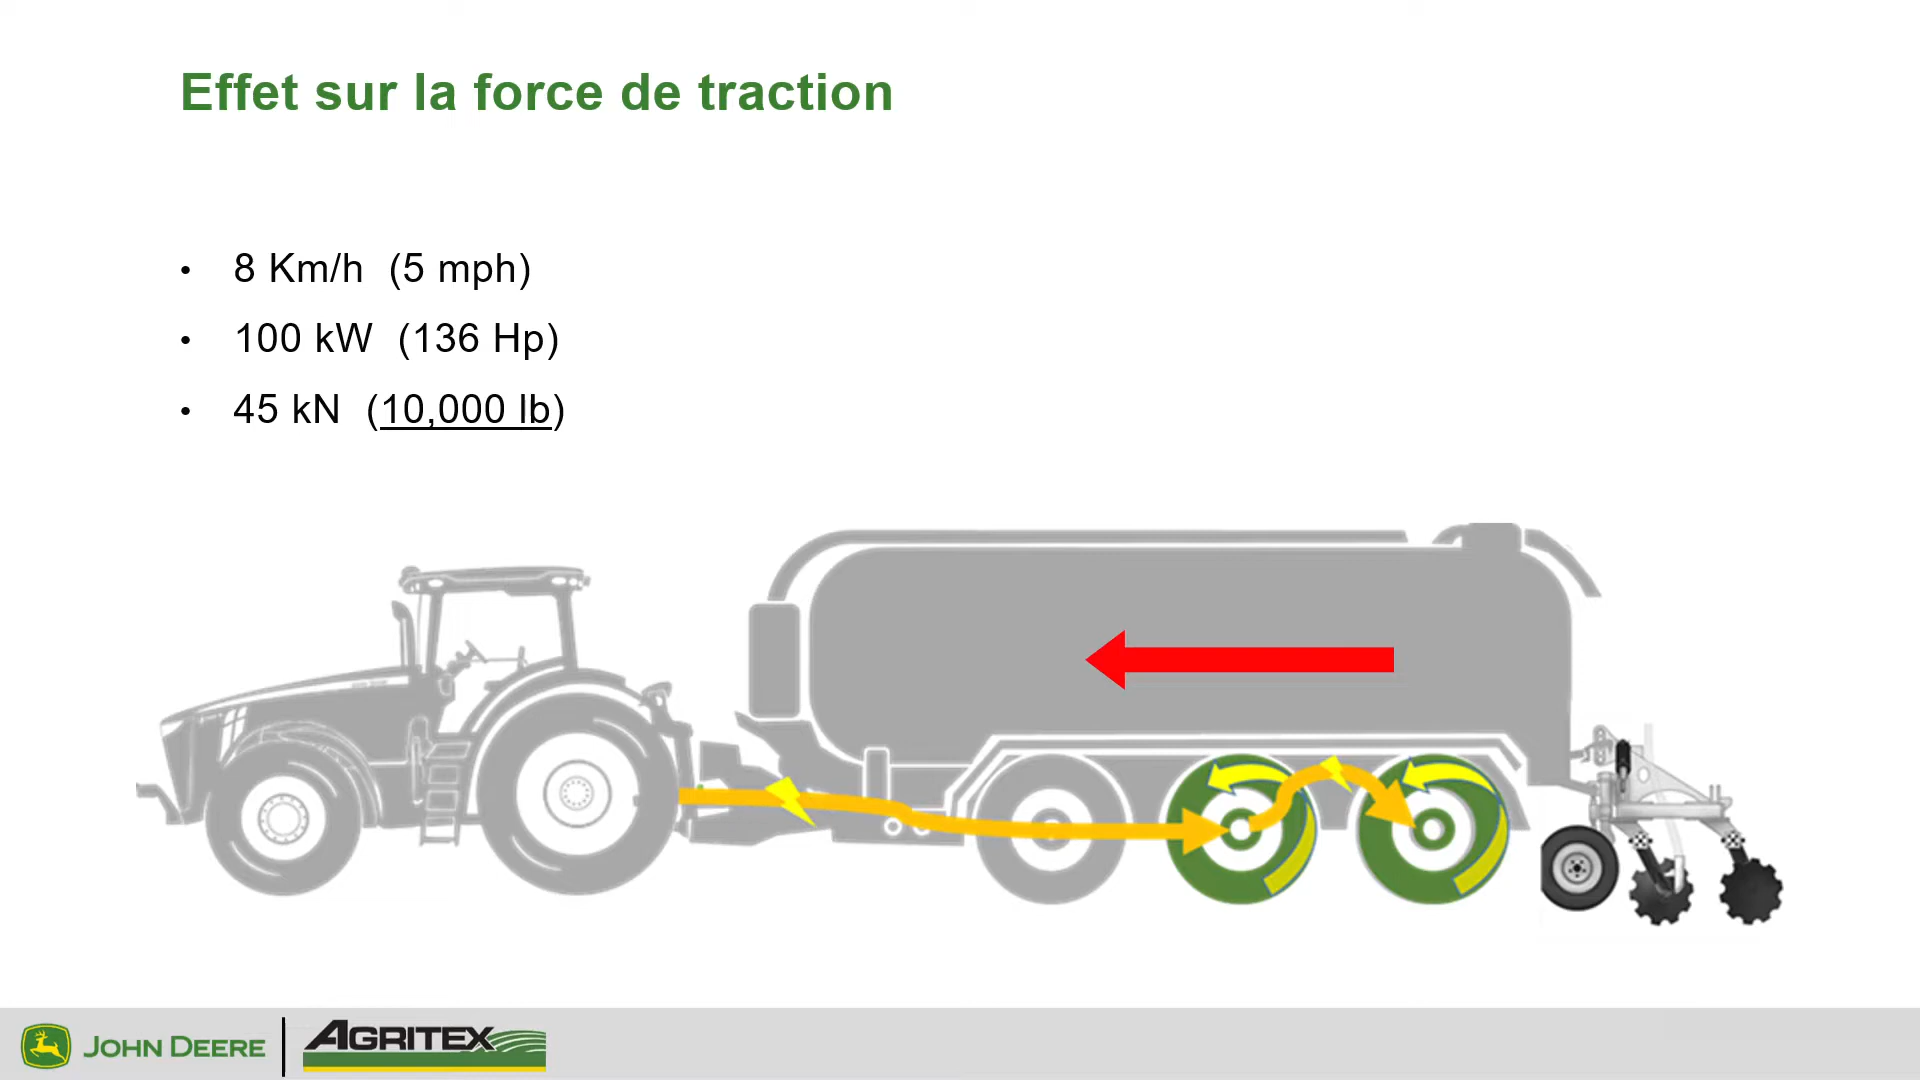 Effet sur la force de traction
• 8 Km/h (5 mph)
• 100 kW (136 Hp)
• 45 kN (10,000 lb)
JOHN DEERE
AGRITEX